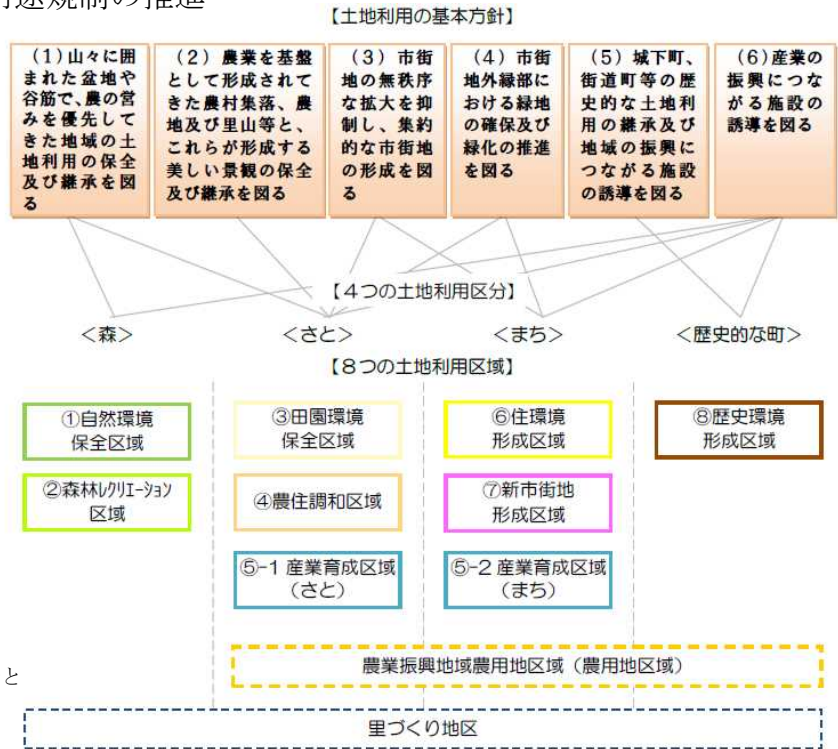 用途規制の推進
【土地利用の基本方針】
(1)山々に囲
まれた盆地や
谷筋で、農の営
みを優先して
きた地域の土
地利用の保全
及び継承を図
る
(2)農業を基盤
として形成されて
きた農村集落、農
地及び里山等と、
これらが形成する
美しい景観の保全
及び継承を図る
(3)市街
地の無秩序
な拡大を抑
制し、集約
的な市街地
の形成を図
る
(4)市街
地外縁部に
おける緑地
の確保及び
緑化の推進
を図る
(5)城下町、
街道町等の歴
史的な土地利
用の継承及び
地域の振興に
つながる施設
の誘導を図る
(6)産業の
振興につな
がる施設の
誘導を図る
【4つの土地利用区分】
<森>
<さと>
<まち>
<歴史的な町>
【8つの土地利用区域】
①自然環境
保全区域
③田園環境
保全区域
⑥住環境
形成区域
⑧歴史環境
形成区域
②森林レクリエーション
区域
④農住調和区域
⑦新市街地
形成区域
⑤-1 産業育成区域
(さと)
⑤-2 産業育成区域
(まち)
と
農業振興地域農用地区域(農用地区域)
里づくり地区